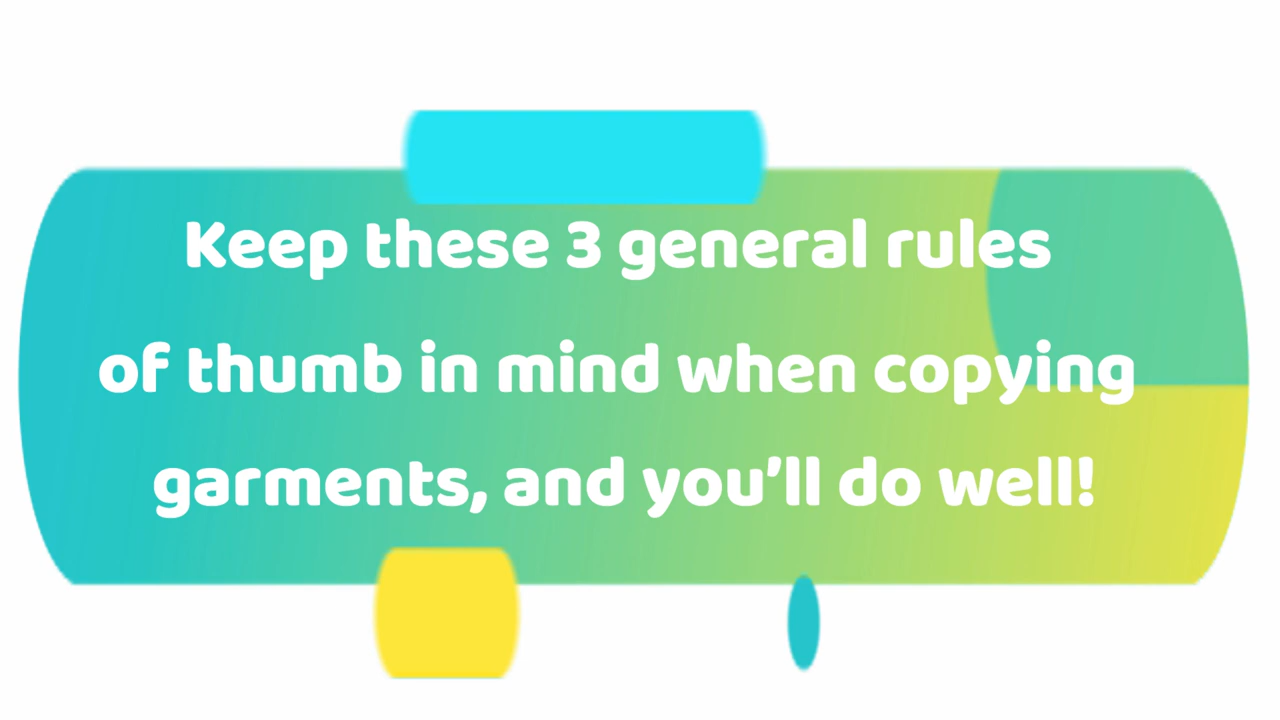 Keep these 3 general rules
of thumb in mind when copying
garments, and you’ll do well!